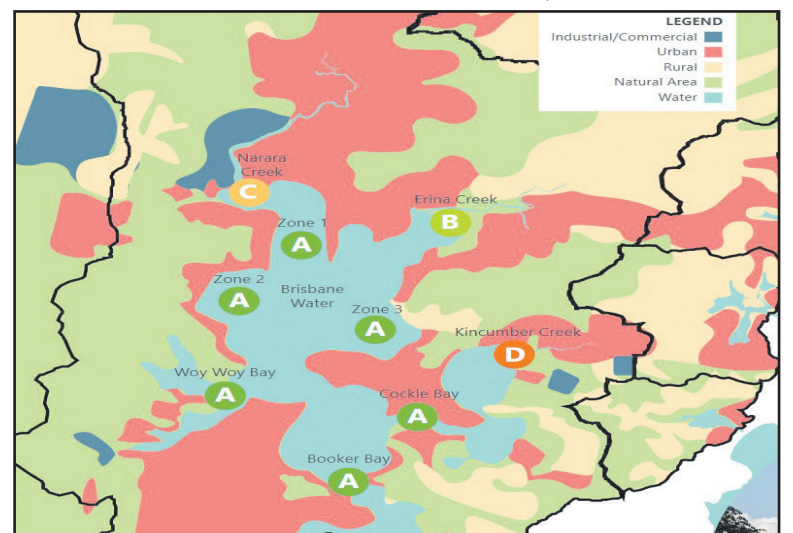 LEGEND
Industrial/Commercial
Urban
Rural
Natural Area
Water
Narara
Creek
C
Erina Creek
B
Zone 1
A
Zone 2
A
Brisbane
Water
Zone 3
A
Kincumber Creek
D
Woy Woy Bay
A
Cockle Bay
A
Booker Bay
A